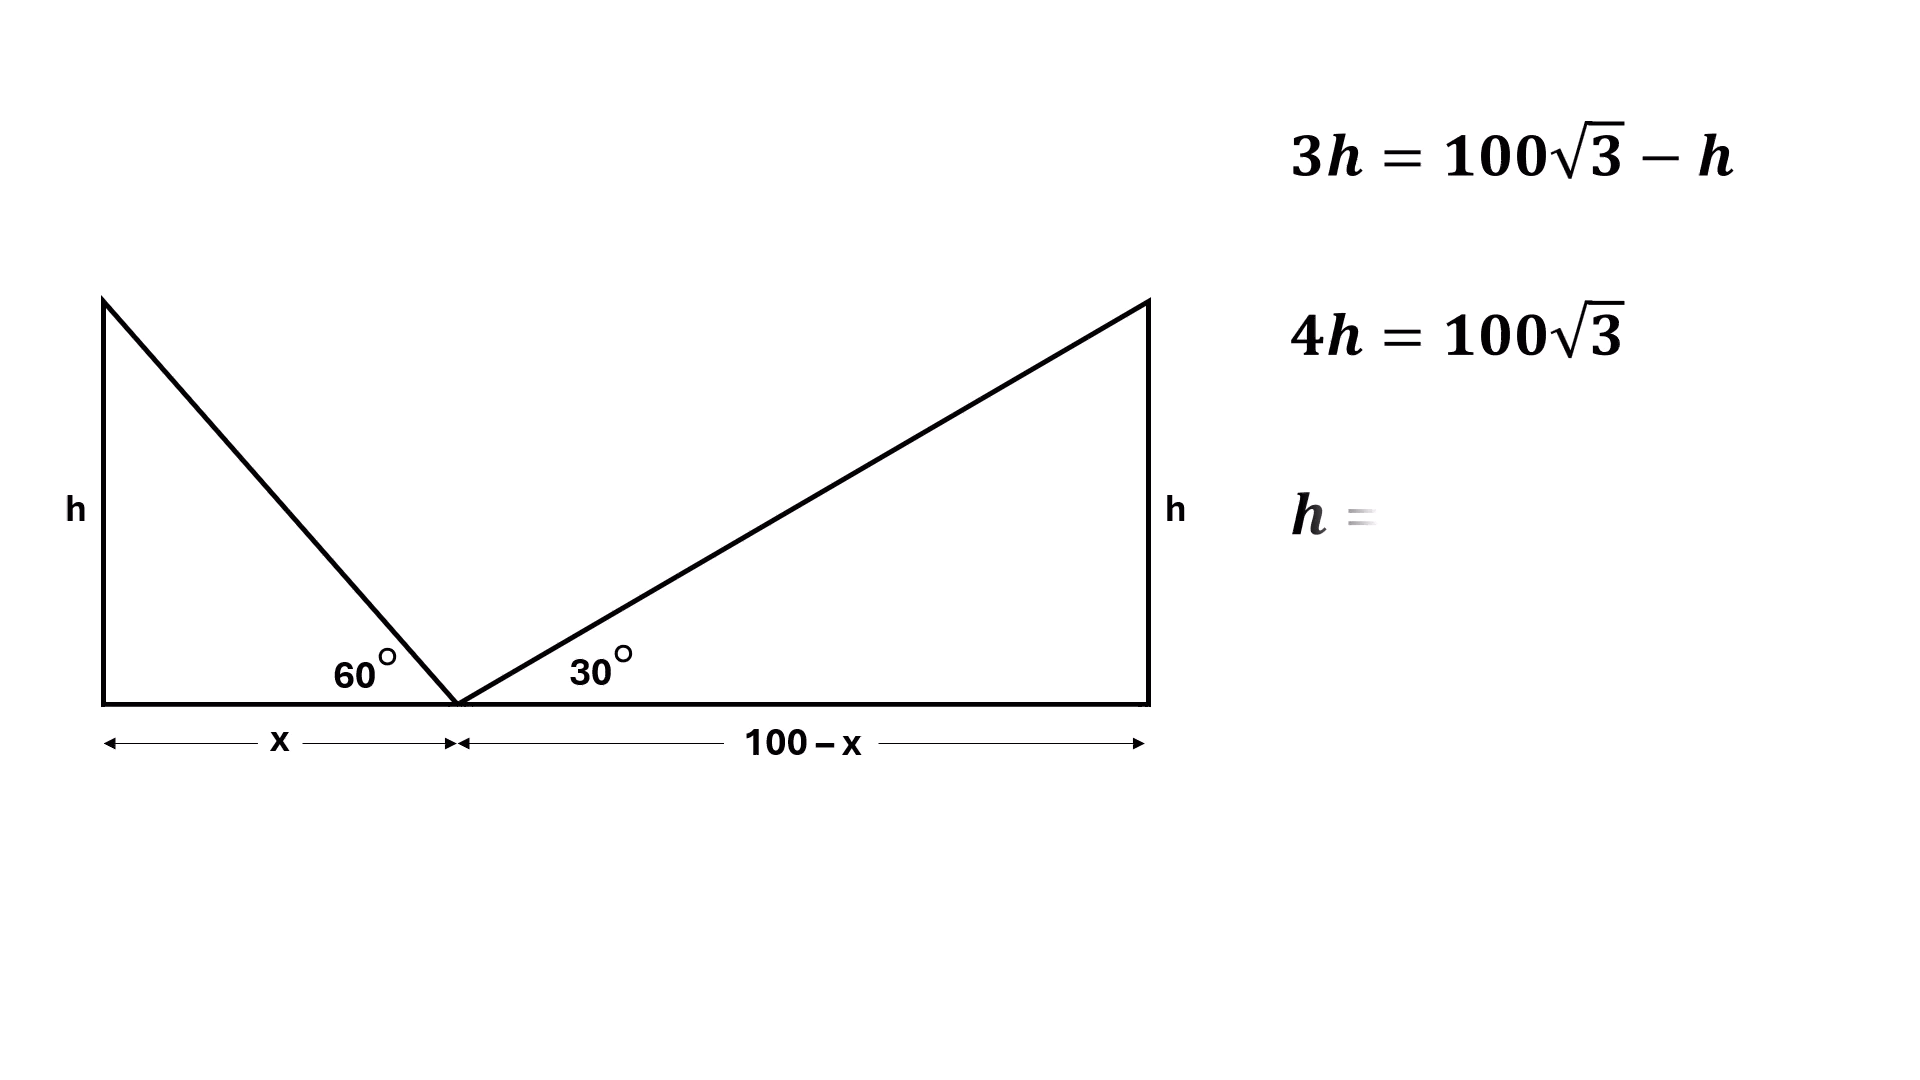 3h = 100√3 − h
4h = 100√3
h =
h
h
60°
30°
x
100 – x